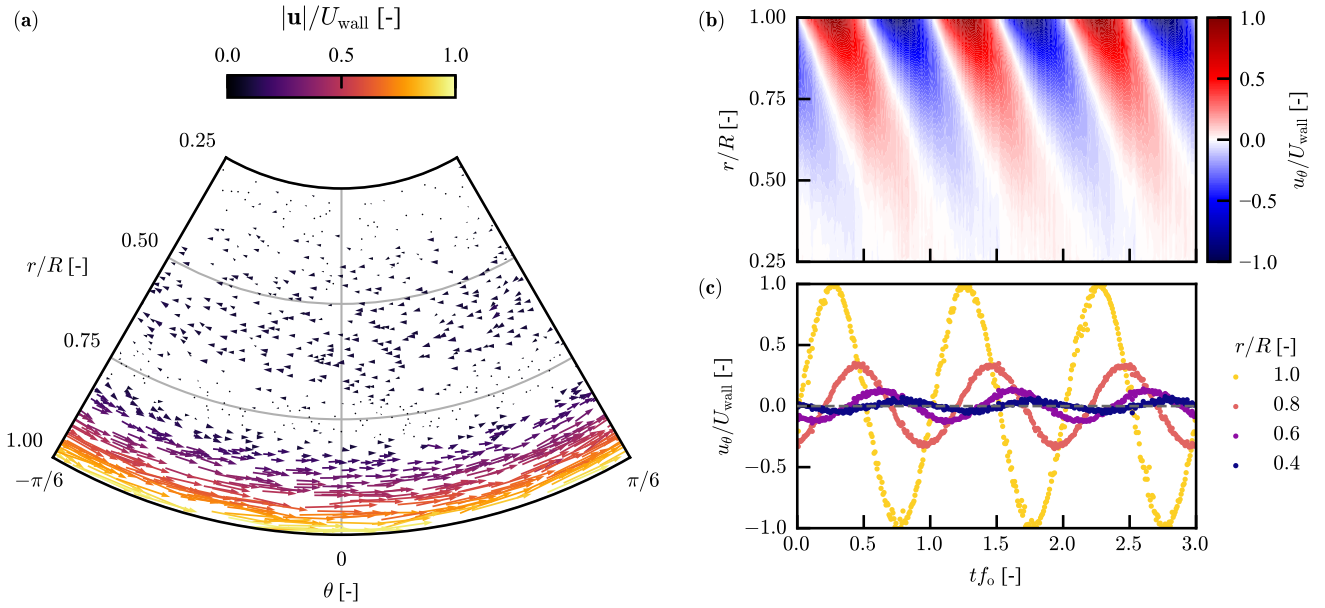 (a)
|u|/U_wall [-]
0.0 0.5 1.0
0.25
0.50
r/R [-]
0.75
1.00
−π/6
π/6
0
θ [-]
(b)
1.00
0.75
0.50
0.25
r/R [-]
1.0
0.5
0.0
−0.5
−1.0
u_θ/U_wall [-]
(c)
1.0
0.5
0.0
−0.5
−1.0
u_θ/U_wall [-]
0.0 0.5 1.0 1.5 2.0 2.5 3.0
tf_o [-]
r/R [-]
1.0
0.8
0.6
0.4